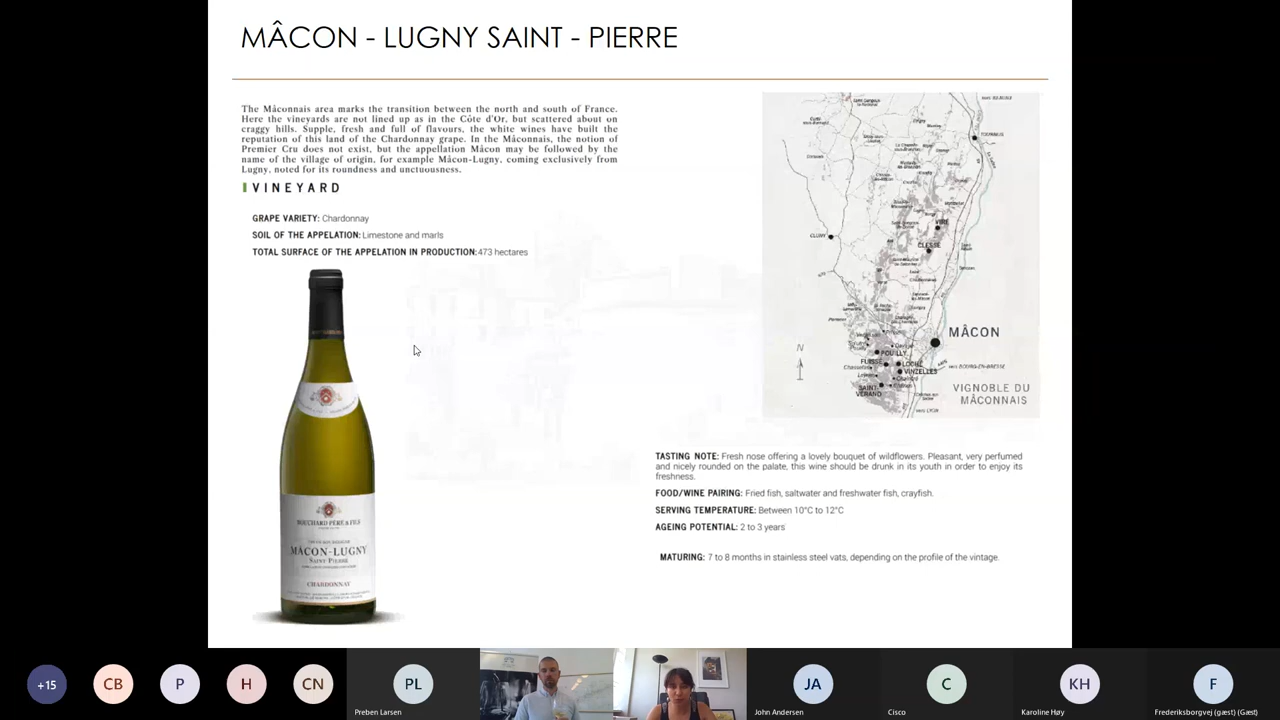 MÂCON - LUGNY SAINT - PIERRE
The Mâconnais area marks the transition between the north and south of France.
Here the vineyards are not lined up as in the Côte d'Or, but scattered about on
craggy hills. Supple, fresh and full of flavours, the white wines have built the
reputation of this land of the Chardonnay grape. In the Mâconnais, the notion of
Premier Cru does not exist, but the appellation Mâcon may be followed by the
name of the village of origin, for example Mâcon-Lugny, coming exclusively from
Lugny, noted for its roundness and unctuousness.
VINEYARD
GRAPE VARIETY: Chardonnay
SOIL OF THE APPELATION: Limestone and marls
TOTAL SURFACE OF THE APPELATION IN PRODUCTION: 473 hectares
BOUCHARD PÈRE & FILS
MÂCON-LUGNY
SAINT PIERRE
CHARDONNAY
TOURNUS
CLUNY
VIRÉ
CLESSÉ
MÂCON
N
POUILLY
FUISSÉ
LOCHÉ
VINZELLES
SAINT
VERAND
vers BOURG-EN-BRESSE
vers LYON
VIGNOBLE DU
MÂCONNAIS
TASTING NOTE: Fresh nose offering a lovely bouquet of wildflowers. Pleasant, very perfumed
and nicely rounded on the palate, this wine should be drunk in its youth in order to enjoy its
freshness.
FOOD/WINE PAIRING: Fried fish, saltwater and freshwater fish, crayfish.
SERVING TEMPERATURE: Between 10°C to 12°C
AGEING POTENTIAL: 2 to 3 years
MATURING: 7 to 8 months in stainless steel vats, depending on the profile of the vintage.
+15
CB
P
H
CN
PL
Preben Larsen
JA
John Andersen
C
Cisco
KH
Karoline Høy
F
Frederiksborgvej (gæst) (Gæst)